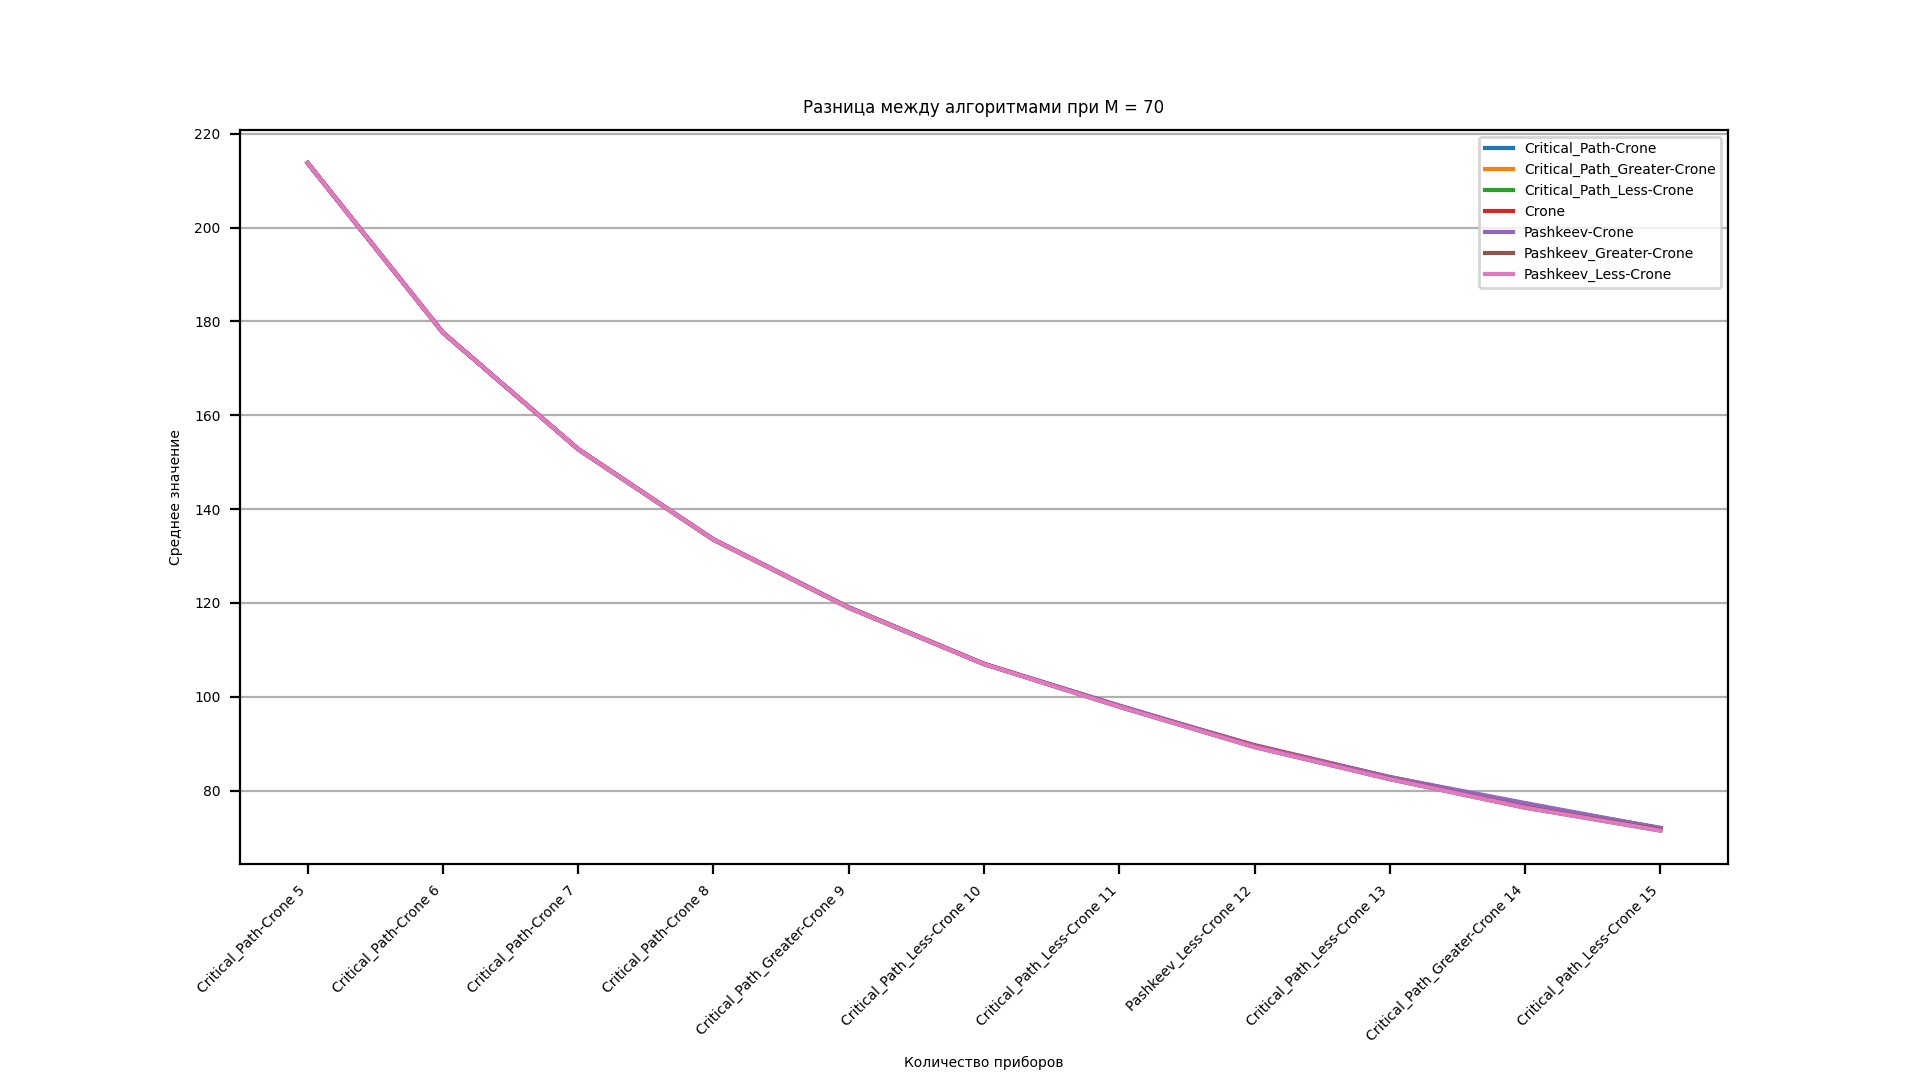 Разница между алгоритмами при M = 70
220
200
180
160
140
120
100
80
Среднее значение
Critical_Path-Crone
Critical_Path_Greater-Crone
Critical_Path_Less-Crone
Crone
Pashkeev-Crone
Pashkeev_Greater-Crone
Pashkeev_Less-Crone
Critical_Path-Crone 5
Critical_Path-Crone 6
Critical_Path-Crone 7
Critical_Path-Crone 8
Critical_Path_Greater-Crone 9
Critical_Path_Less-Crone 10
Critical_Path_Less-Crone 11
Pashkeev_Less-Crone 12
Critical_Path_Less-Crone 13
Critical_Path_Greater-Crone 14
Critical_Path_Less-Crone 15
Количество приборов